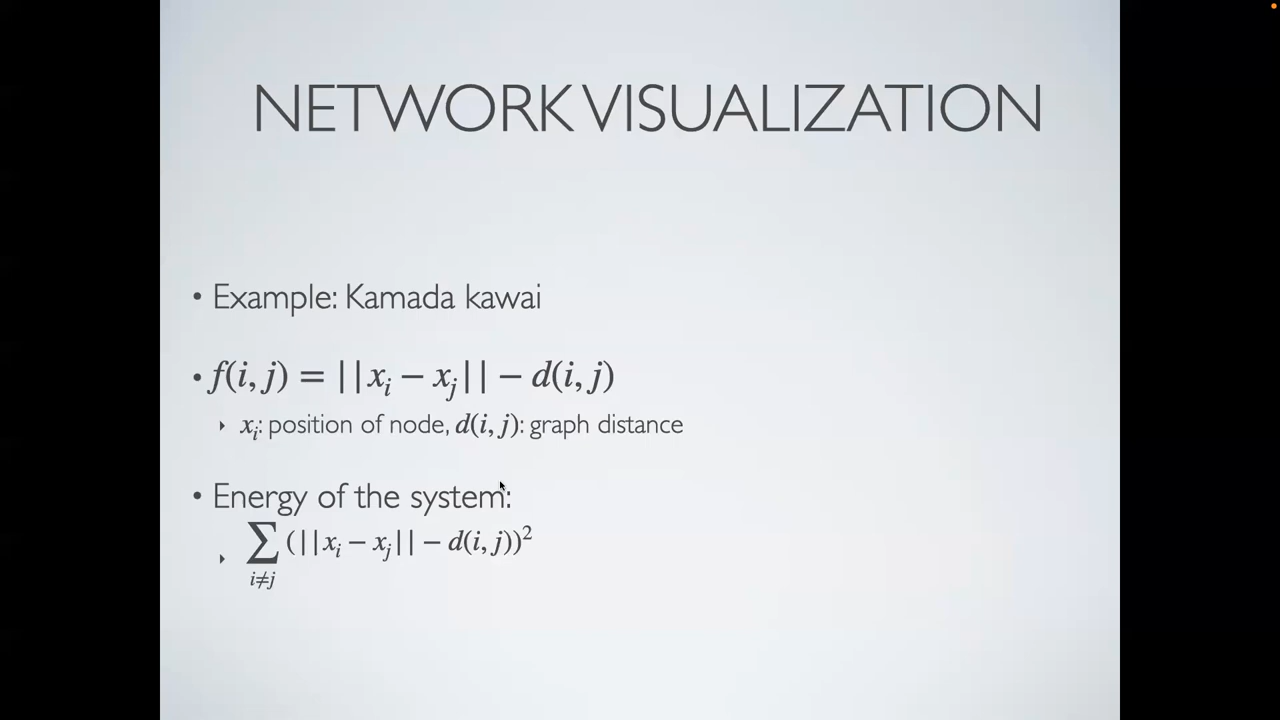 NETWORK VISUALIZATION
• Example: Kamada kawai
• f(i, j) = ||x_i − x_j|| − d(i, j)
‣ x_i: position of node, d(i, j): graph distance
• Energy of the system:
‣ ∑_{i≠j} (||x_i − x_j|| − d(i, j))²